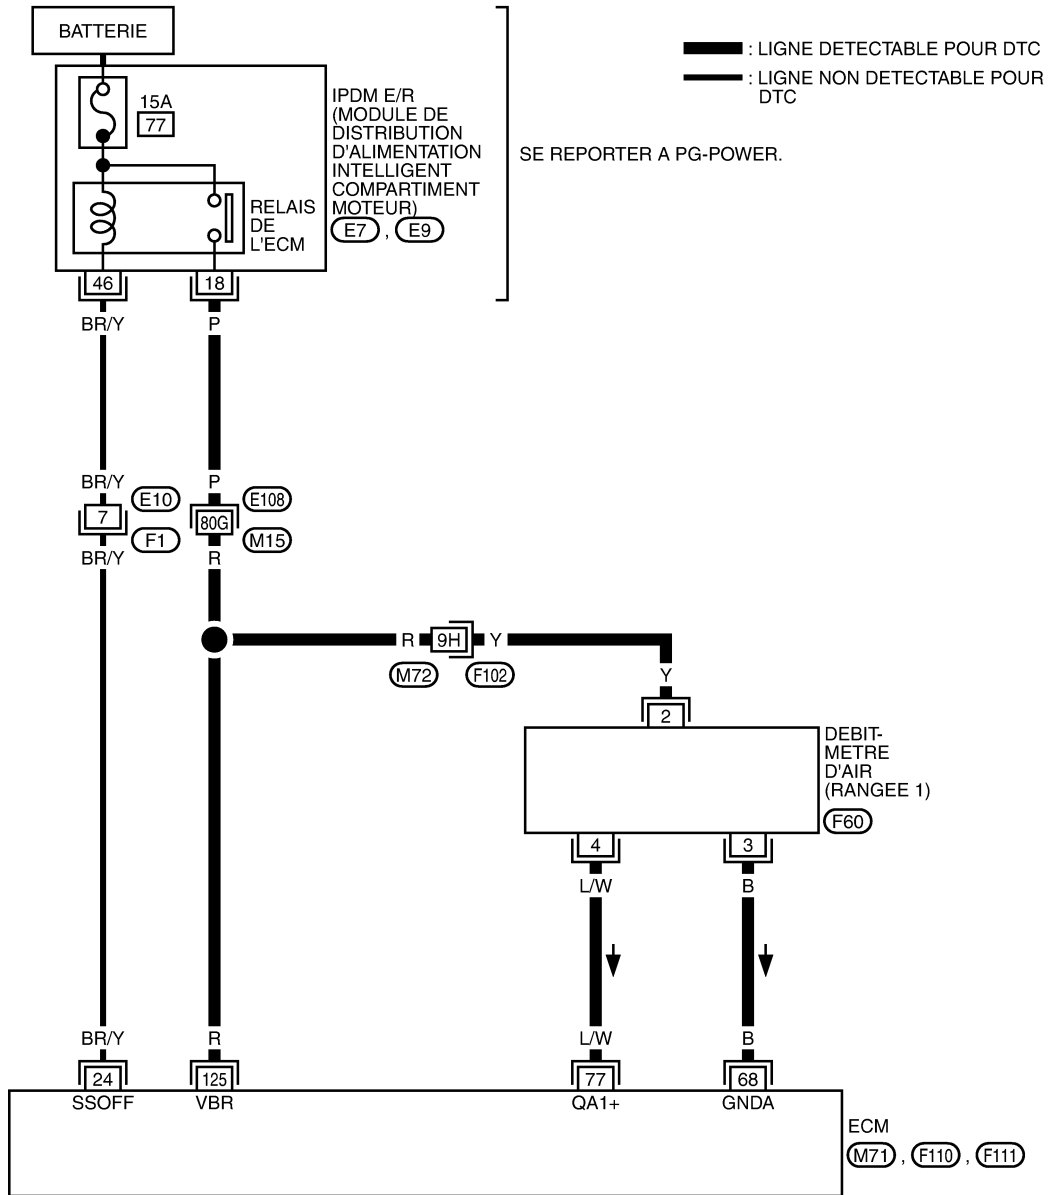 BATTERIE
: LIGNE DETECTABLE POUR DTC
: LIGNE NON DETECTABLE POUR
DTC
15A
77
IPDM E/R
(MODULE DE
DISTRIBUTION
D'ALIMENTATION
INTELLIGENT
COMPARTIMENT
MOTEUR)
E7 , E9
SE REPORTER A PG-POWER.
RELAIS
DE
L'ECM
46 18
BR/Y P
BR/Y P
E10 E108
7 80G
F1 M15
BR/Y R
R 9H Y
M72 F102
Y
2
DEBIT-
METRE
D'AIR
(RANGEE 1)
F60
4 3
L/W B
BR/Y R L/W B
24 125 77 68
SSOFF VBR QA1+ GNDA
ECM
M71 , F110 , F111